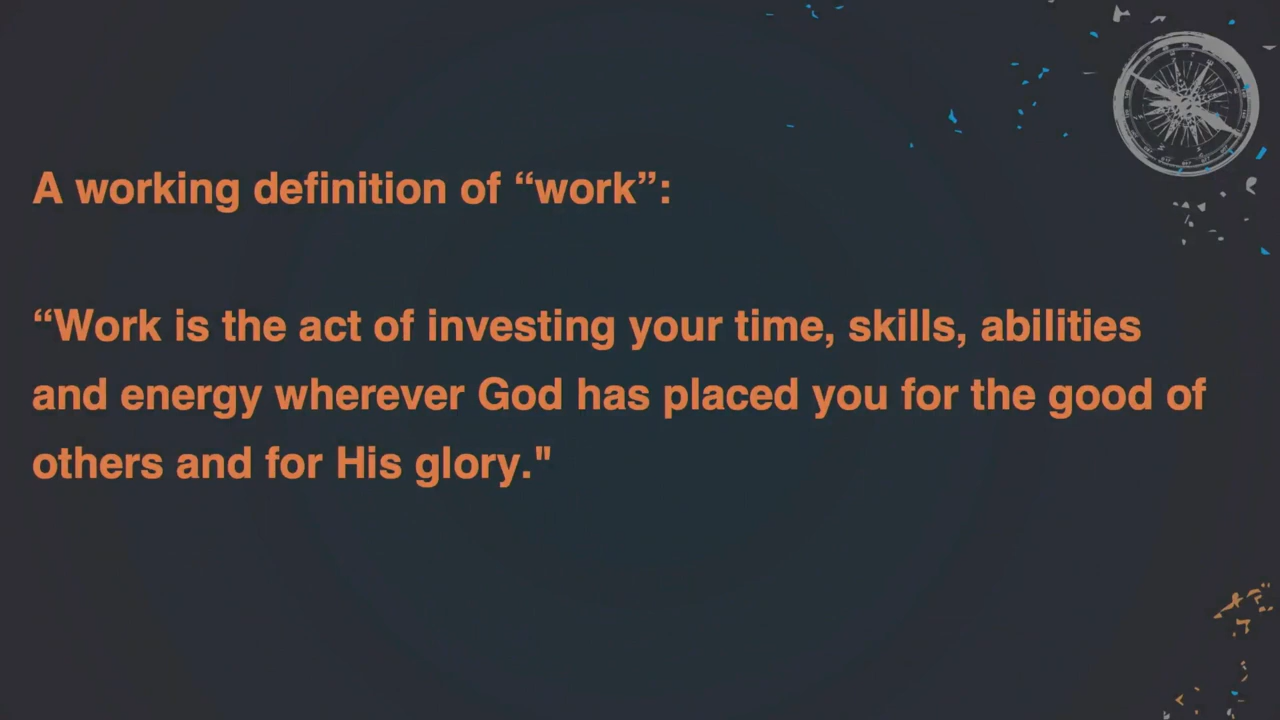 A working definition of “work”:
“Work is the act of investing your time, skills, abilities
and energy wherever God has placed you for the good of
others and for His glory."